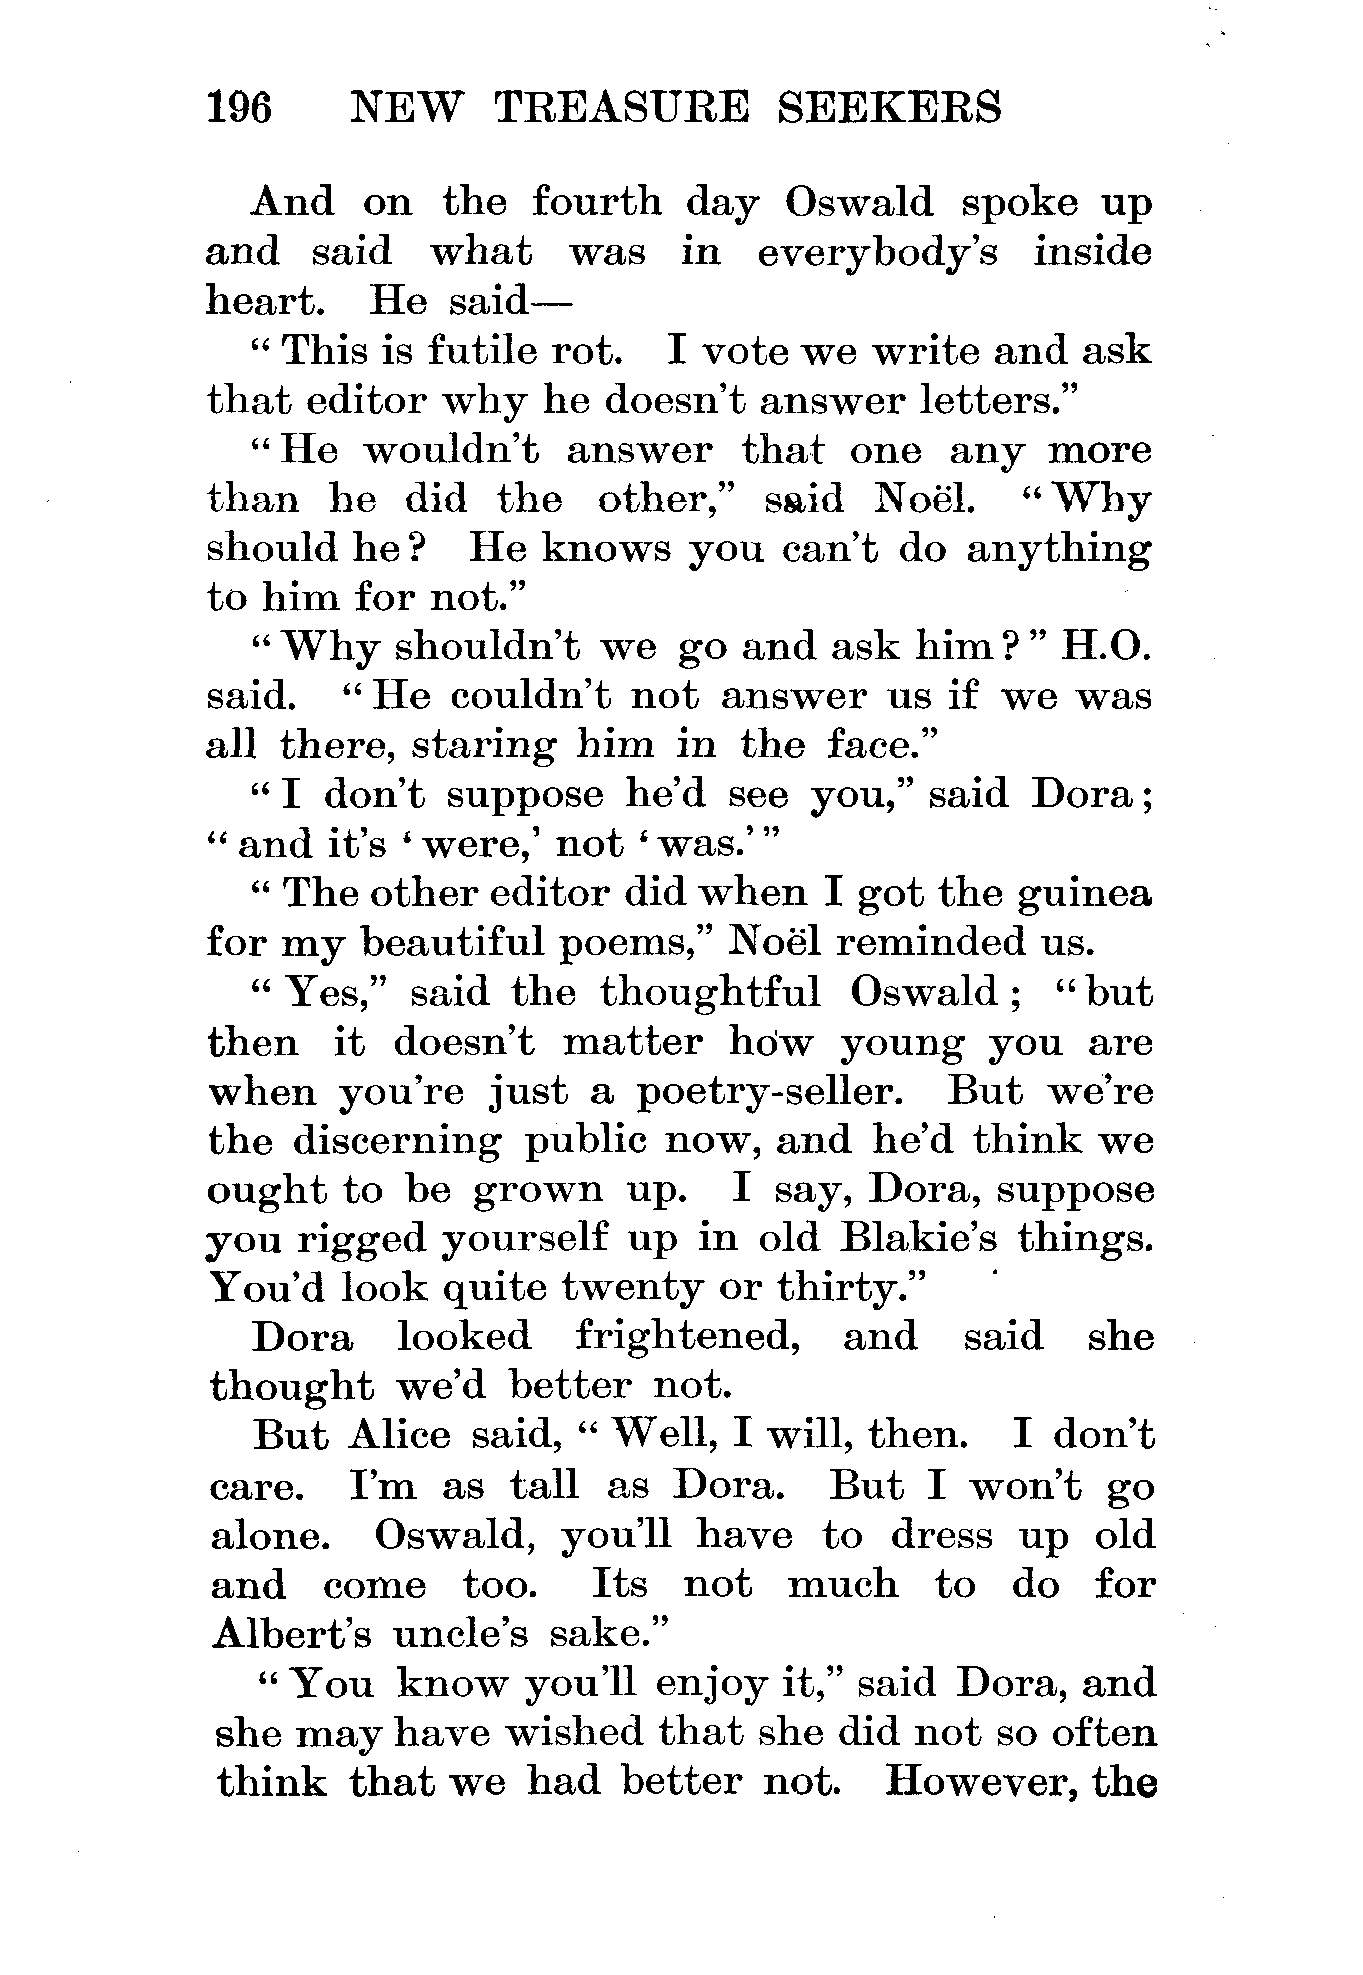 196 NEW TREASURE SEEKERS
And on the fourth day Oswald spoke up
and said what was in everybody's inside
heart. He said—
" This is futile rot. I vote we write and ask
that editor why he doesn't answer letters."
" He wouldn't answer that one any more
than he did the other," said Noël. " Why
should he? He knows you can't do anything
to him for not."
" Why shouldn't we go and ask him? " H.O.
said. " He couldn't not answer us if we was
all there, staring him in the face."
" I don't suppose he'd see you," said Dora;
" and it's ' were,' not ' was.' "
" The other editor did when I got the guinea
for my beautiful poems," Noël reminded us.
" Yes," said the thoughtful Oswald; " but
then it doesn't matter how young you are
when you're just a poetry-seller. But we're
the discerning public now, and he'd think we
ought to be grown up. I say, Dora, suppose
you rigged yourself up in old Blakie's things.
You'd look quite twenty or thirty."
Dora looked frightened, and said she
thought we'd better not.
But Alice said, " Well, I will, then. I don't
care. I'm as tall as Dora. But I won't go
alone. Oswald, you'll have to dress up old
and come too. Its not much to do for
Albert's uncle's sake."
" You know you'll enjoy it," said Dora, and
she may have wished that she did not so often
think that we had better not. However, the